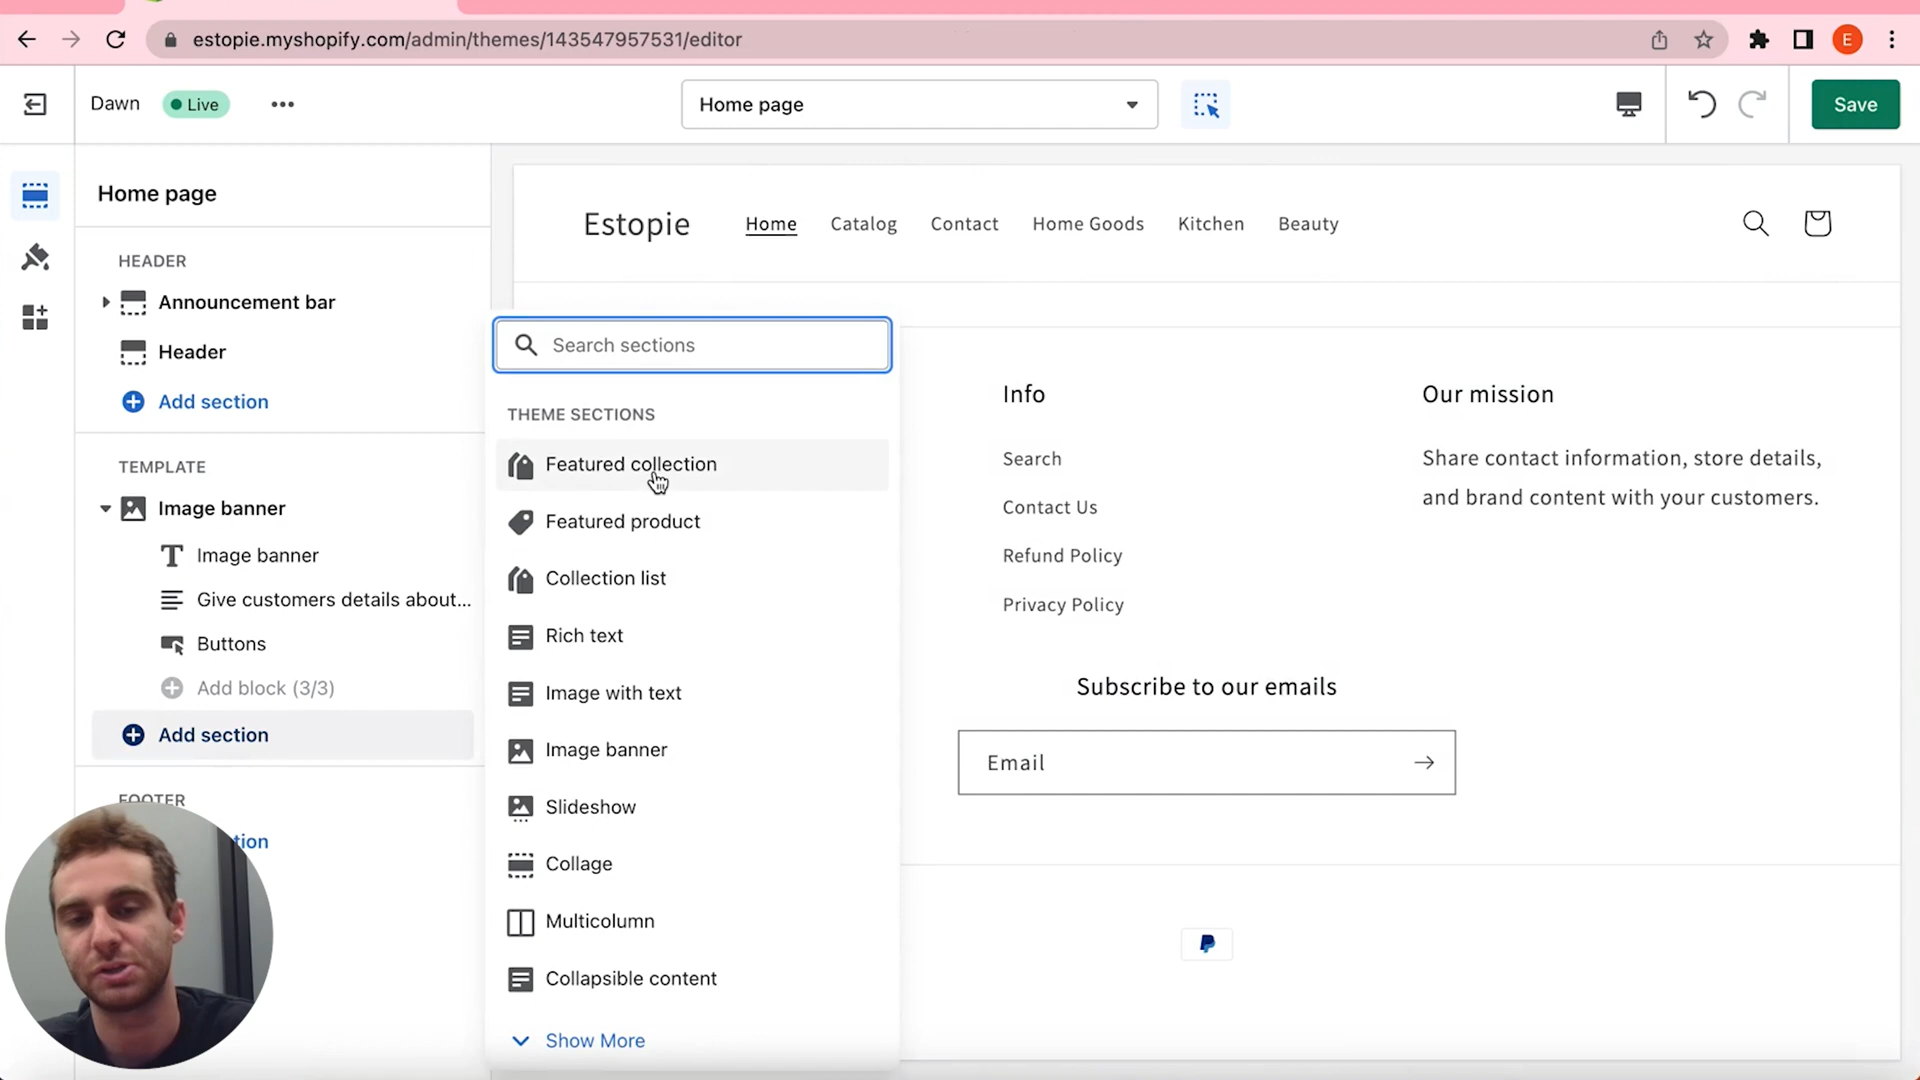 estopie.myshopify.com/admin/themes/143547957531/editor
E
Dawn
Live
Home page
Save
Home page
HEADER
Announcement bar
Header
Add section
TEMPLATE
Image banner
Image banner
Give customers details about...
Buttons
Add block (3/3)
Add section
FOOTER
tion
Search sections
THEME SECTIONS
Featured collection
Featured product
Collection list
Rich text
Image with text
Image banner
Slideshow
Collage
Multicolumn
Collapsible content
Show More
Estopie
Home
Catalog
Contact
Home Goods
Kitchen
Beauty
Info
Search
Contact Us
Refund Policy
Privacy Policy
Our mission
Share contact information, store details,
and brand content with your customers.
Subscribe to our emails
Email